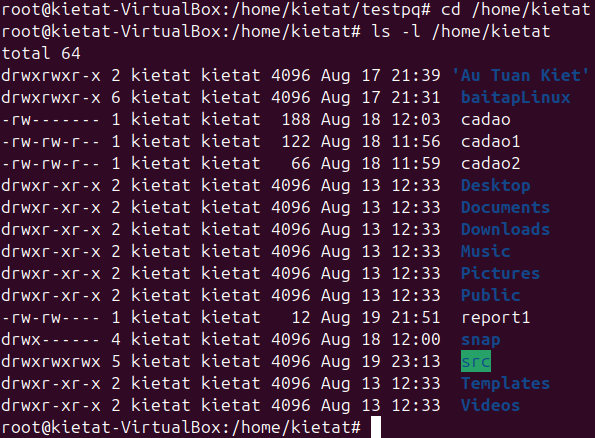 root@kietat-VirtualBox:/home/kietat/testpq# cd /home/kietat
root@kietat-VirtualBox:/home/kietat# ls -l /home/kietat
total 64
drwxrwxr-x 2 kietat kietat 4096 Aug 17 21:39 'Au Tuan Kiet'
drwxrwxr-x 6 kietat kietat 4096 Aug 17 21:31 baitapLinux
-rw------- 1 kietat kietat 188 Aug 18 12:03 cadao
-rw-rw-r-- 1 kietat kietat 122 Aug 18 11:56 cadao1
-rw-rw-r-- 1 kietat kietat 66 Aug 18 11:59 cadao2
drwxr-xr-x 2 kietat kietat 4096 Aug 13 12:33 Desktop
drwxr-xr-x 2 kietat kietat 4096 Aug 13 12:33 Documents
drwxr-xr-x 2 kietat kietat 4096 Aug 13 12:33 Downloads
drwxr-xr-x 2 kietat kietat 4096 Aug 13 12:33 Music
drwxr-xr-x 2 kietat kietat 4096 Aug 13 12:33 Pictures
drwxr-xr-x 2 kietat kietat 4096 Aug 13 12:33 Public
-rw-rw---- 1 kietat kietat 12 Aug 19 21:51 report1
drwx------ 4 kietat kietat 4096 Aug 18 12:00 snap
drwxrwxrwx 5 kietat kietat 4096 Aug 19 23:13 src
drwxr-xr-x 2 kietat kietat 4096 Aug 13 12:33 Templates
drwxr-xr-x 2 kietat kietat 4096 Aug 13 12:33 Videos
root@kietat-VirtualBox:/home/kietat#